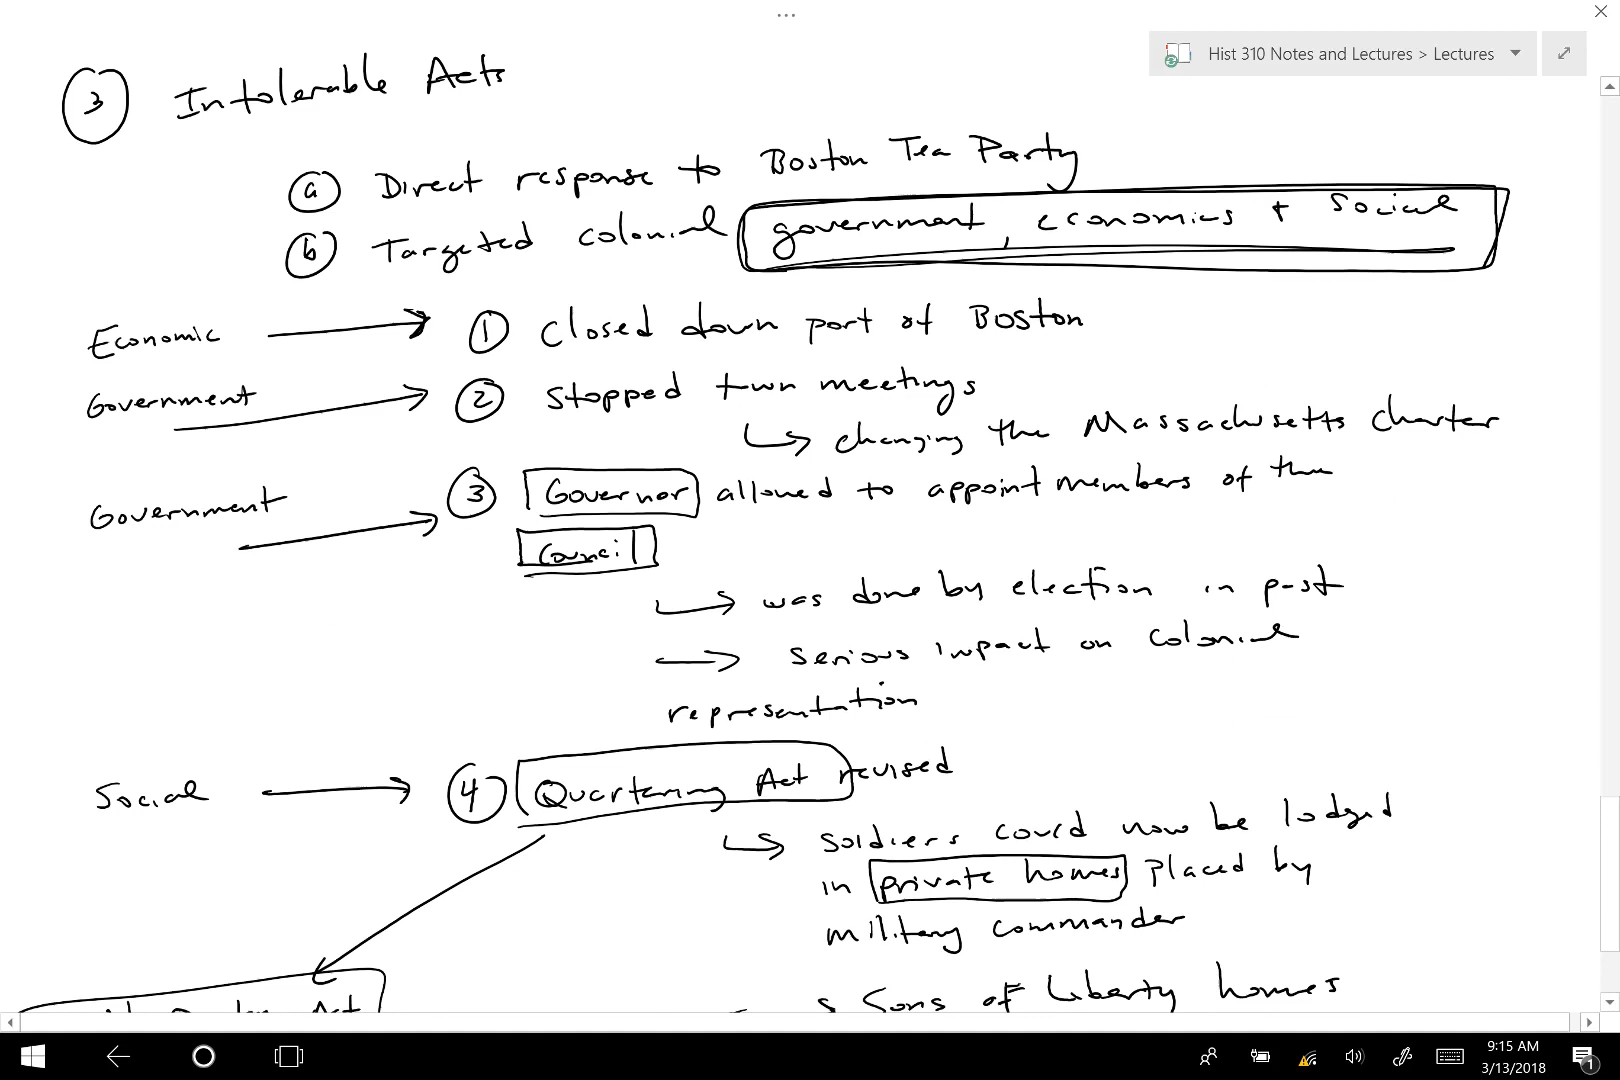 Hist 310 Notes and Lectures > Lectures
3 Intolerable Acts
a Direct response to Boston Tea Party
b Targeted colonial government, economics + social
Economic → 1 Closed down port of Boston
Government → 2 Stopped town meetings
↳ changing the Massachusetts charter
Government → 3 Governor allowed to appoint members of the
Council
↳ was done by election in past
→ serious impact on colonial
representation
Social → 4 Quartering Act revised
↳ soldiers could now be lodged
in private homes placed by
military commander
Sons of Liberty homes
Act
9:15 AM
3/13/2018
1